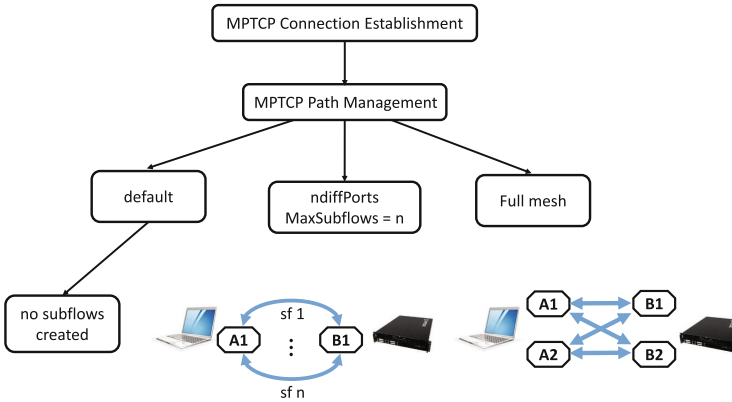 MPTCP Connection Establishment
MPTCP Path Management
default
ndiffPorts
MaxSubflows = n
Full mesh
no subflows
created
sf 1
A1
B1
sf n
A1
B1
A2
B2